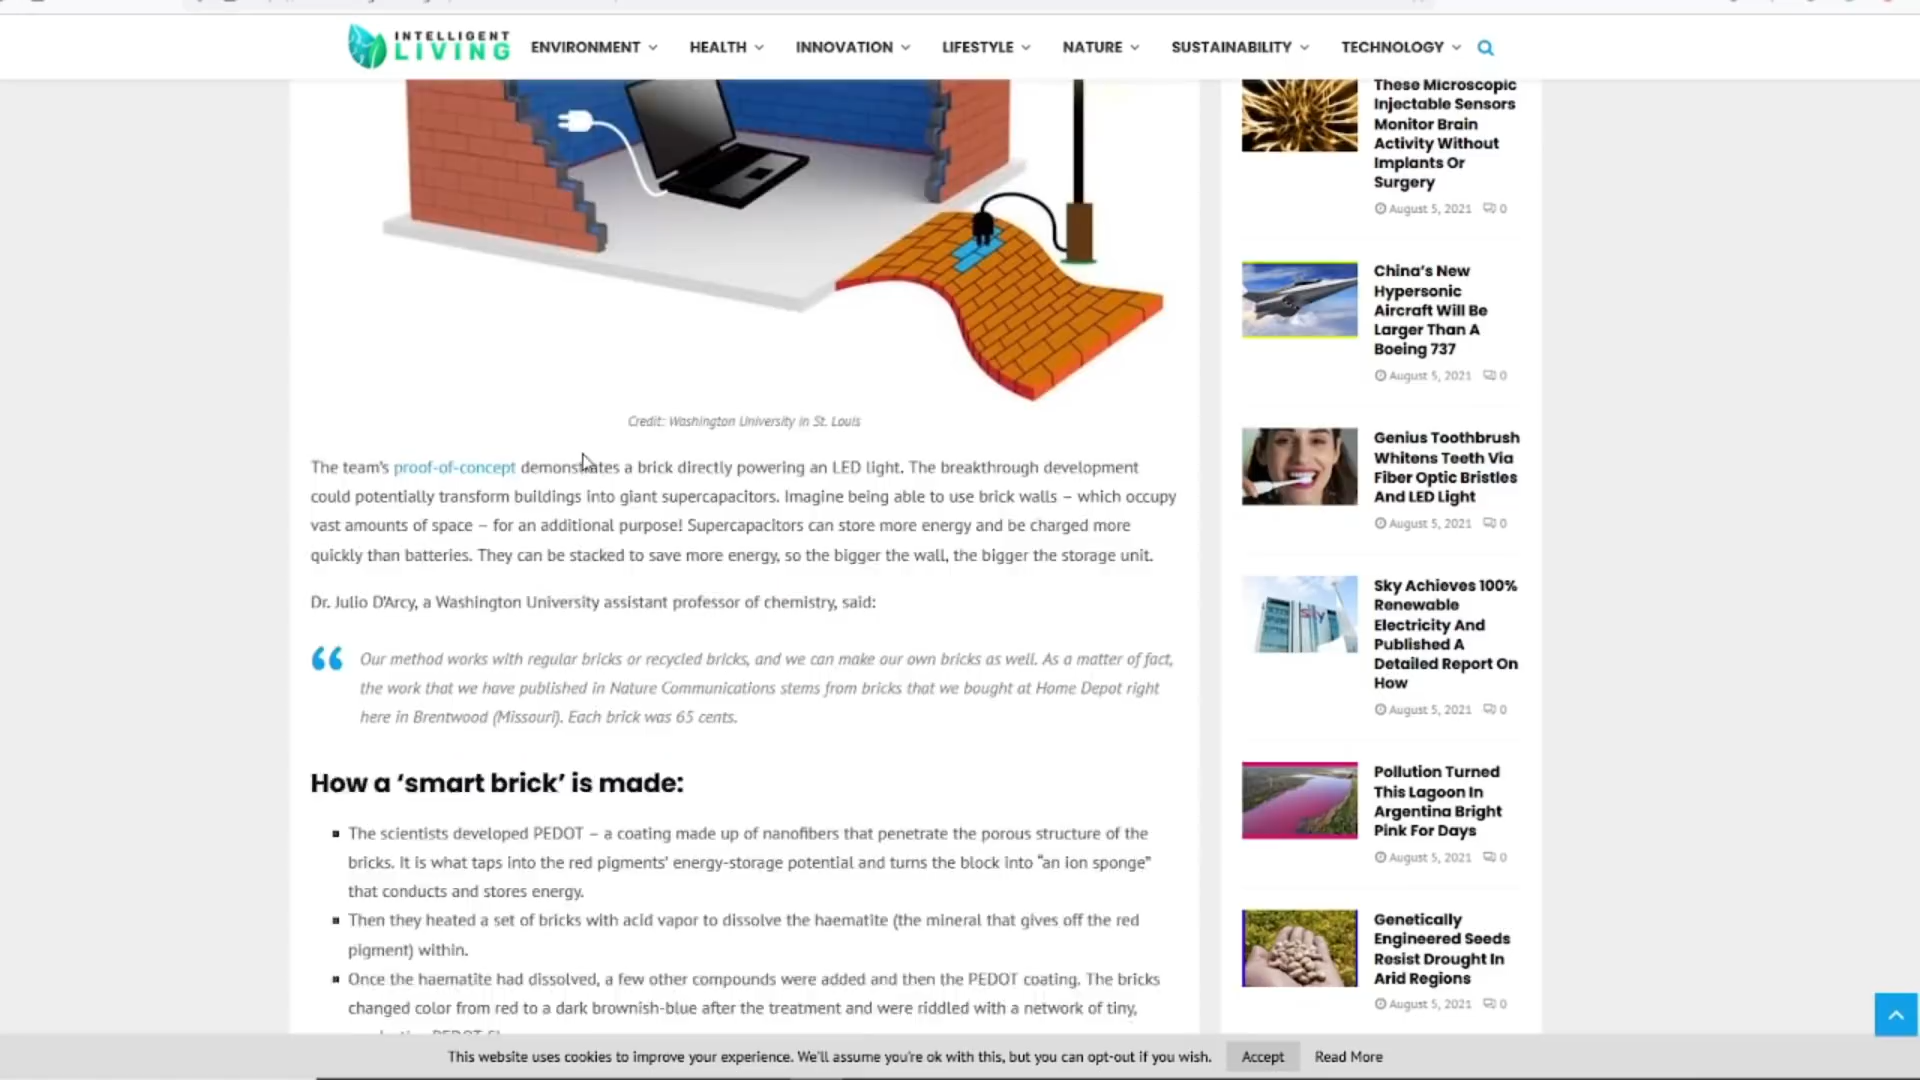 INTELLIGENT
LIVING
ENVIRONMENT
HEALTH
INNOVATION
LIFESTYLE
NATURE
SUSTAINABILITY
TECHNOLOGY
Credit: Washington University in St. Louis
The team's proof-of-concept demonstrates a brick directly powering an LED light. The breakthrough development
could potentially transform buildings into giant supercapacitors. Imagine being able to use brick walls – which occupy
vast amounts of space – for an additional purpose! Supercapacitors can store more energy and be charged more
quickly than batteries. They can be stacked to save more energy, so the bigger the wall, the bigger the storage unit.
Dr. Julio D'Arcy, a Washington University assistant professor of chemistry, said:
Our method works with regular bricks or recycled bricks, and we can make our own bricks as well. As a matter of fact,
the work that we have published in Nature Communications stems from bricks that we bought at Home Depot right
here in Brentwood (Missouri). Each brick was 65 cents.
How a ‘smart brick’ is made:
The scientists developed PEDOT – a coating made up of nanofibers that penetrate the porous structure of the
bricks. It is what taps into the red pigments’ energy-storage potential and turns the block into “an ion sponge”
that conducts and stores energy.
Then they heated a set of bricks with acid vapor to dissolve the haematite (the mineral that gives off the red
pigment) within.
Once the haematite had dissolved, a few other compounds were added and then the PEDOT coating. The bricks
changed color from red to a dark brownish-blue after the treatment and were riddled with a network of tiny,
These Microscopic
Injectable Sensors
Monitor Brain
Activity Without
Implants Or
Surgery
August 5, 2021 0
China's New
Hypersonic
Aircraft Will Be
Larger Than A
Boeing 737
August 5, 2021 0
Genius Toothbrush
Whitens Teeth Via
Fiber Optic Bristles
And LED Light
August 5, 2021 0
sky
Sky Achieves 100%
Renewable
Electricity And
Published A
Detailed Report On
How
August 5, 2021 0
Pollution Turned
This Lagoon In
Argentina Bright
Pink For Days
August 5, 2021 0
Genetically
Engineered Seeds
Resist Drought In
Arid Regions
August 5, 2021 0
This website uses cookies to improve your experience. We'll assume you're ok with this, but you can opt-out if you wish.
Accept
Read More